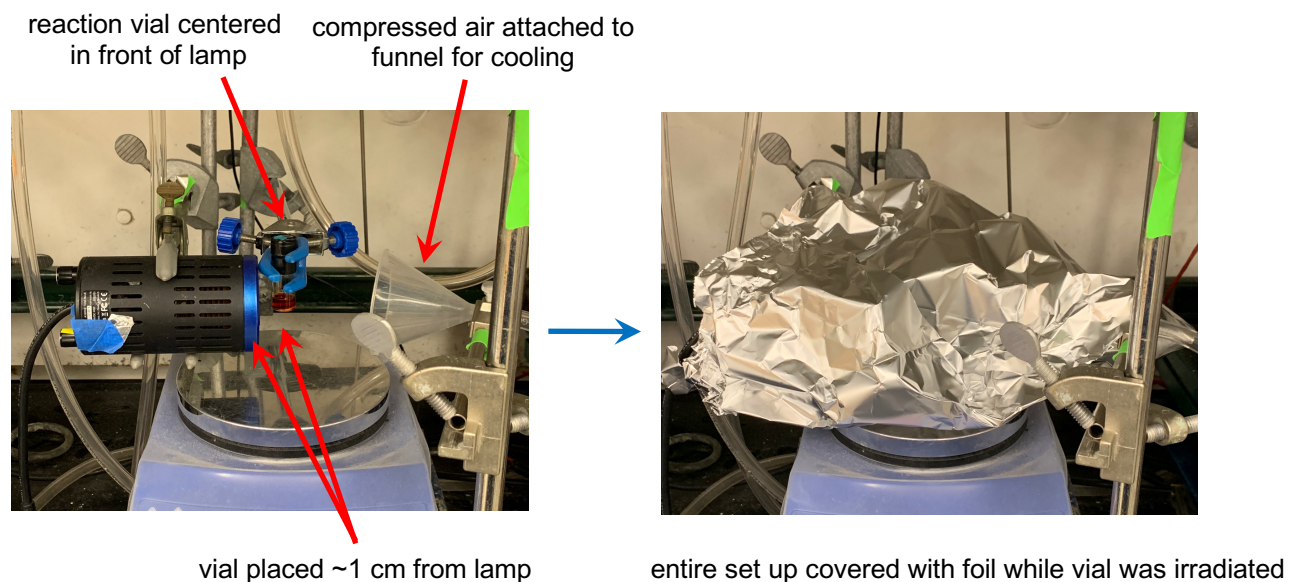 reaction vial centered
in front of lamp
compressed air attached to
funnel for cooling
vial placed ~1 cm from lamp
entire set up covered with foil while vial was irradiated